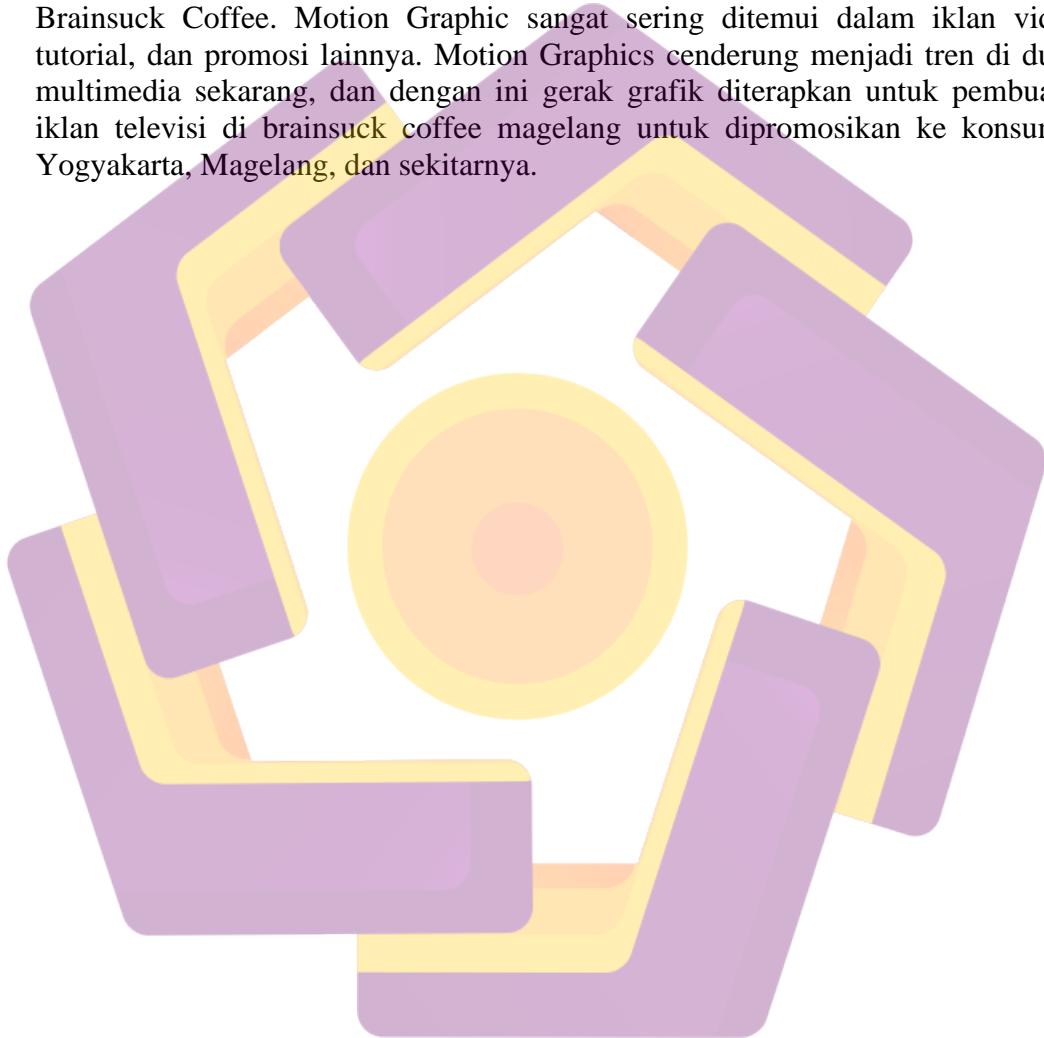 Brainsuck Coffee. Motion Graphic sangat sering ditemui dalam iklan vid
tutorial, dan promosi lainnya. Motion Graphics cenderung menjadi tren di du
multimedia sekarang, dan dengan ini gerak grafik diterapkan untuk pembua
iklan televisi di brainsuck coffee magelang untuk dipromosikan ke konsum
Yogyakarta, Magelang, dan sekitarnya.